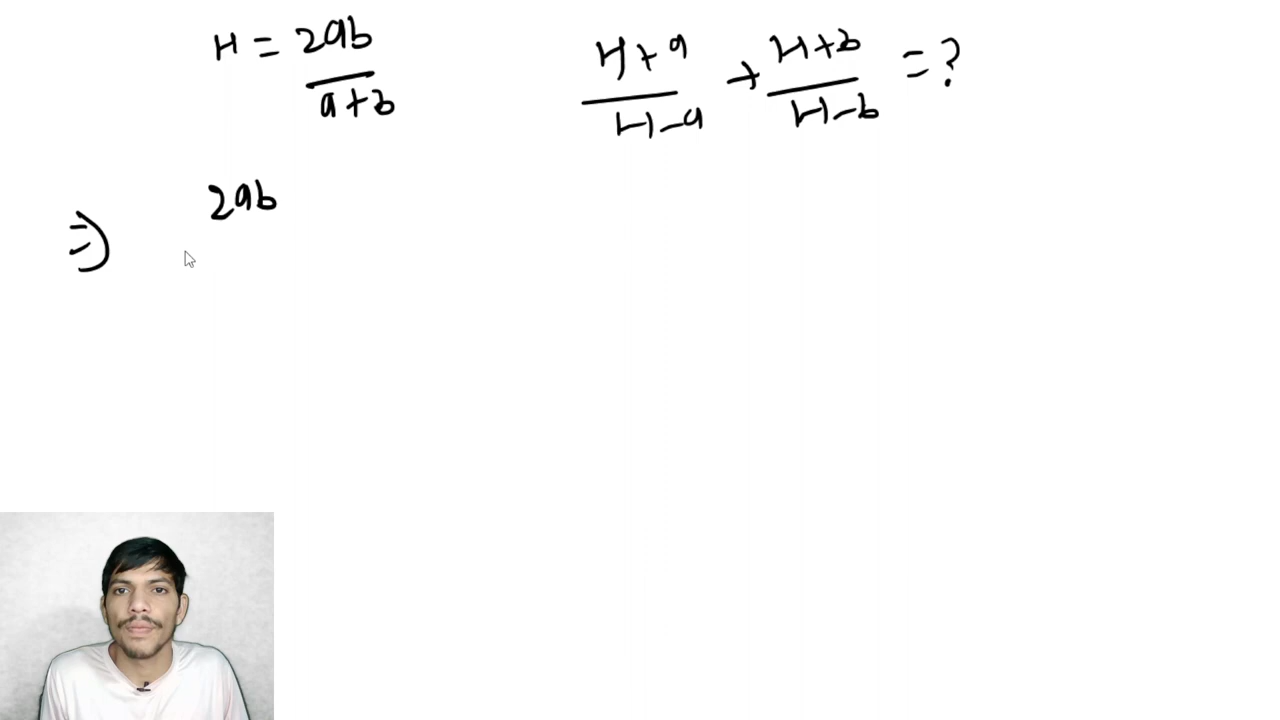 H = 2ab / a+b
H+a / H-a + H+b / H-b = ?
⇒ 2ab